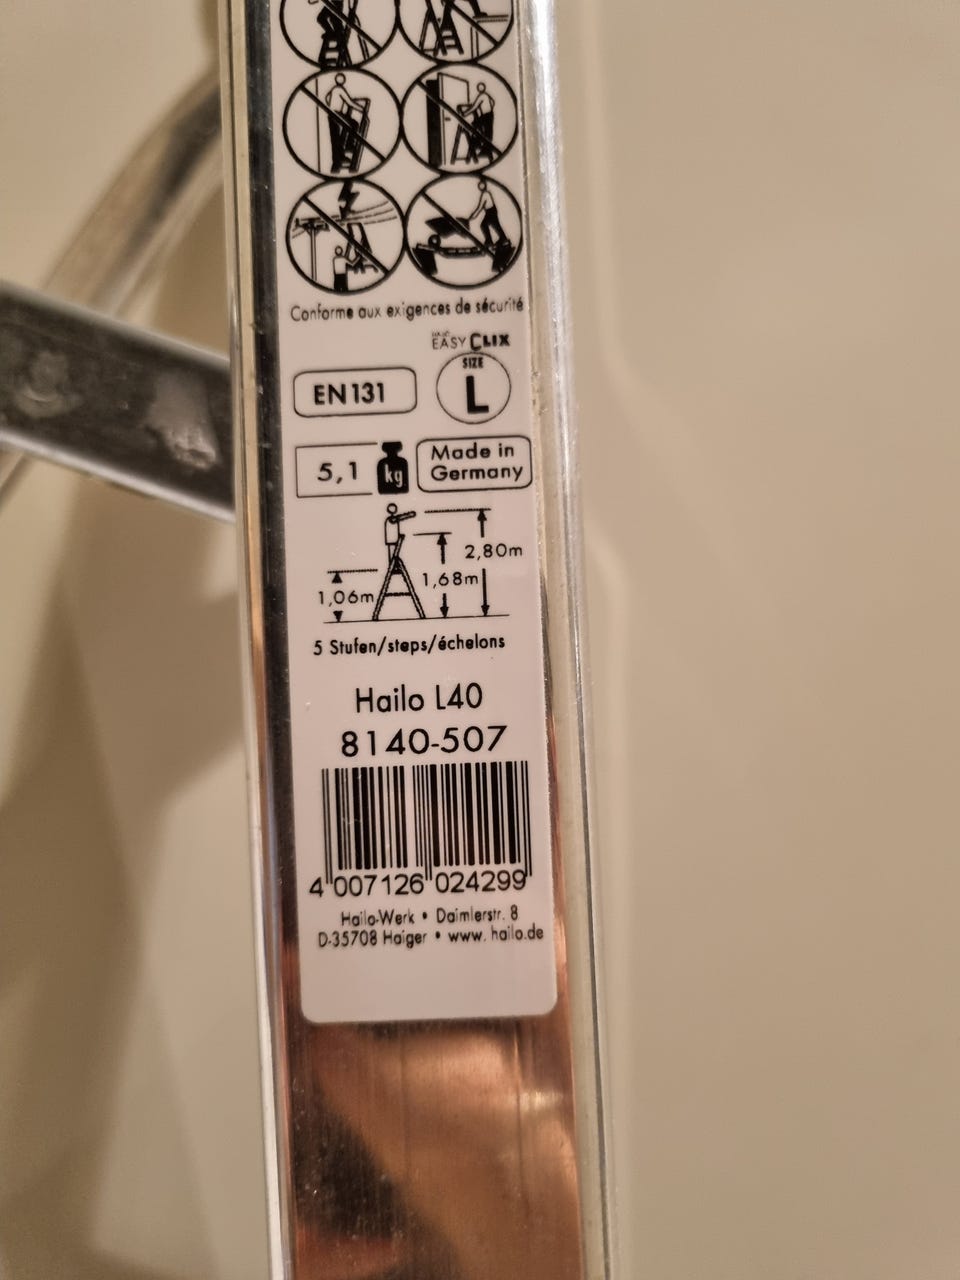 Conforme aux exigences de sécurité
EASY CLIX
SIZE
L
EN131
5,1 kg
Made in
Germany
2,80m
1,68m
1,06m
5 Stufen/steps/échelons
Hailo L40
8140-507
4 007126 024299
Hailo-Werk • Daimlerstr. 8
D-35708 Haiger • www. hailo.de